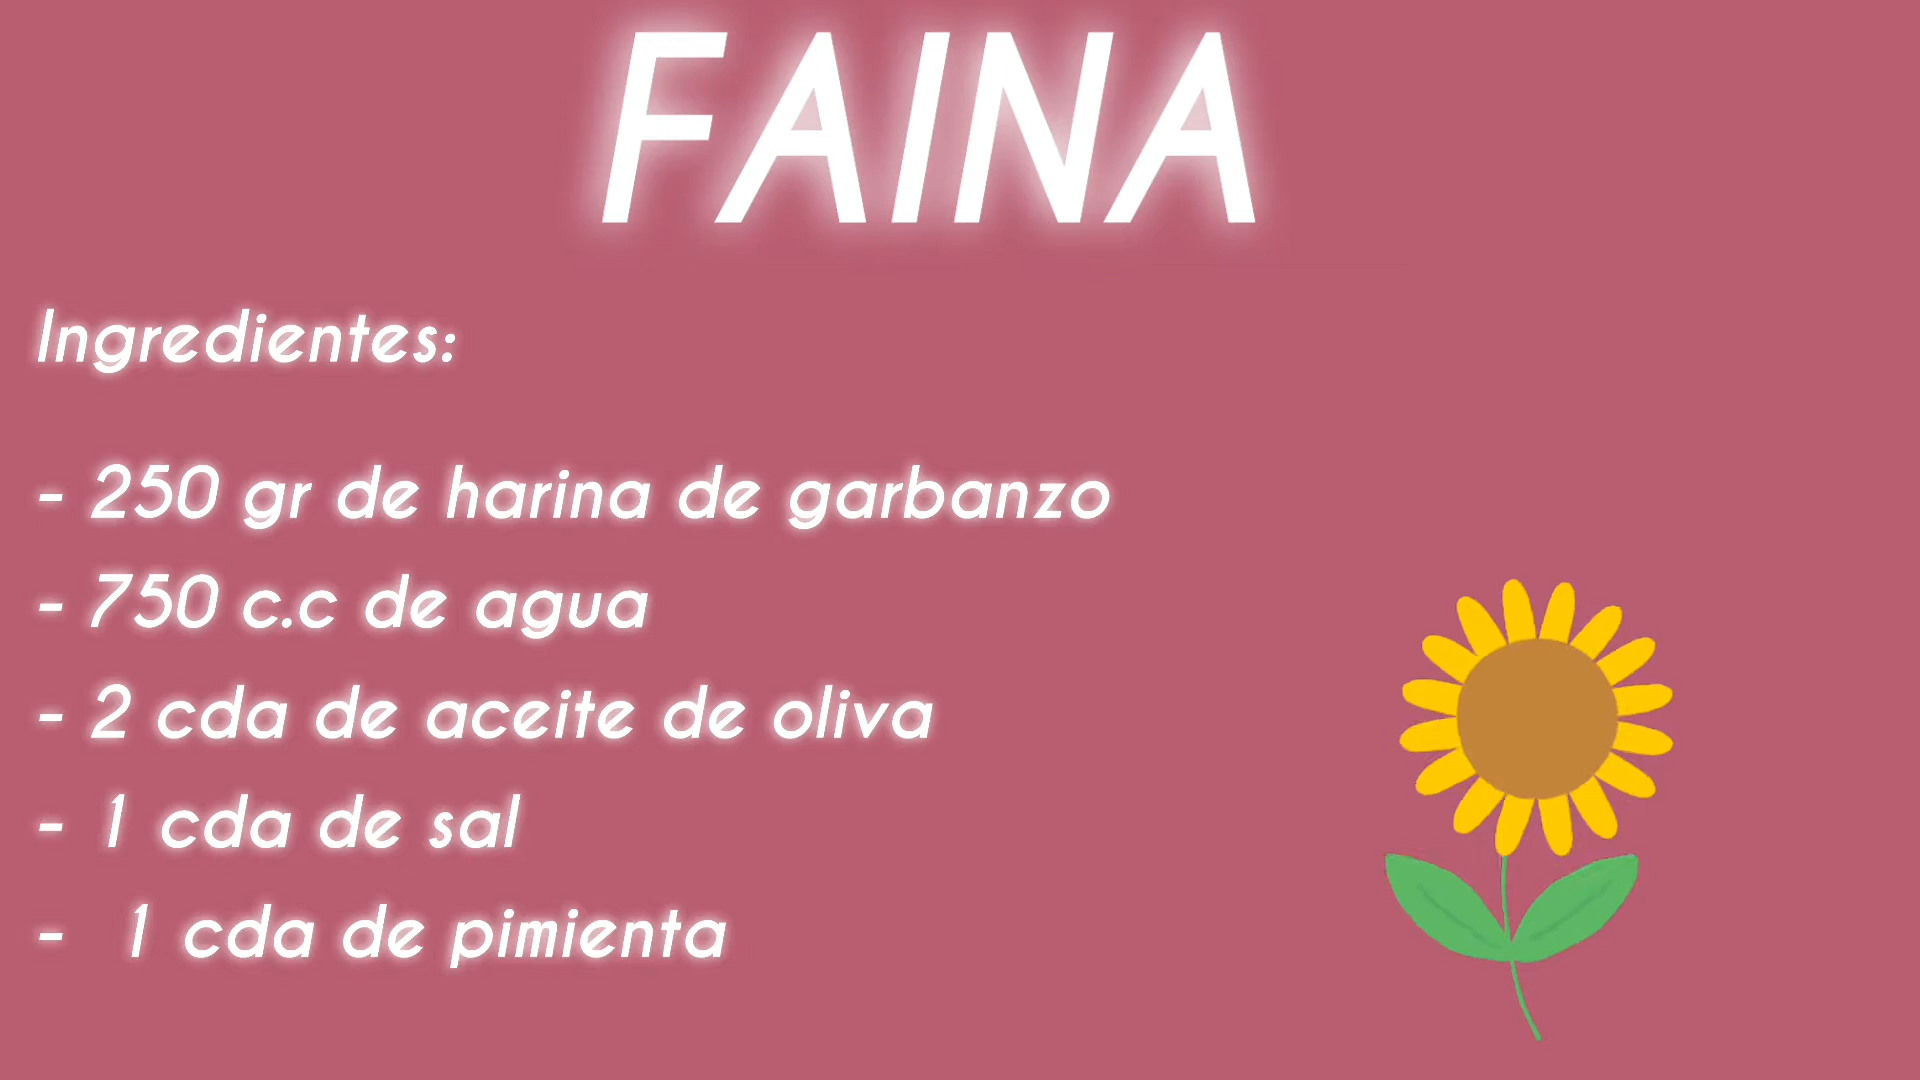 FAINA
Ingredientes:
- 250 gr de harina de garbanzo
- 750 c.c de agua
- 2 cda de aceite de oliva
- 1 cda de sal
- 1 cda de pimienta